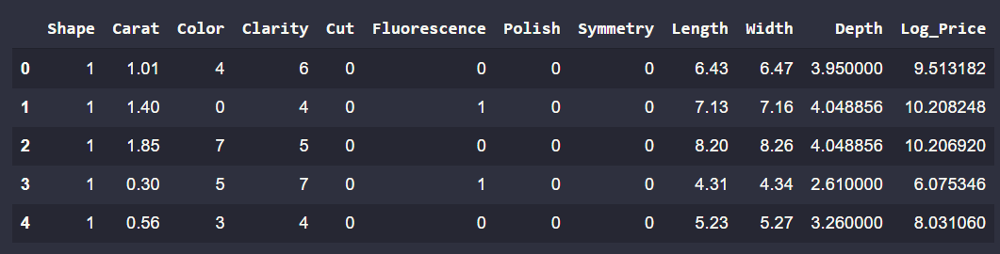 Shape Carat Color Clarity Cut Fluorescence Polish Symmetry Length Width Depth Log_Price
0 1 1.01 4 6 0 0 0 0 6.43 6.47 3.950000 9.513182
1 1 1.40 0 4 0 1 0 0 7.13 7.16 4.048856 10.208248
2 1 1.85 7 5 0 0 0 0 8.20 8.26 4.048856 10.206920
3 1 0.30 5 7 0 1 0 0 4.31 4.34 2.610000 6.075346
4 1 0.56 3 4 0 0 0 0 5.23 5.27 3.260000 8.031060